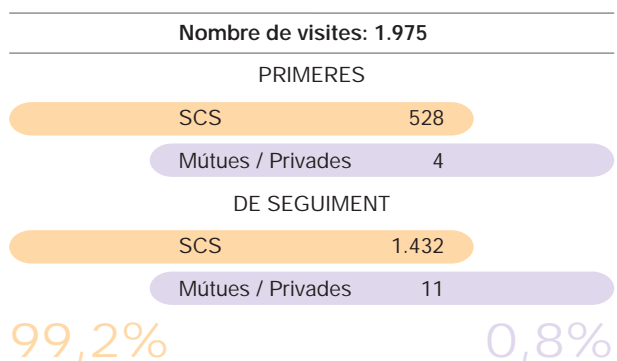 Nombre de visites: 1.975
PRIMERES
SCS 528
Mútues / Privades 4
DE SEGUIMENT
SCS 1.432
Mútues / Privades 11
99,2% 0,8%